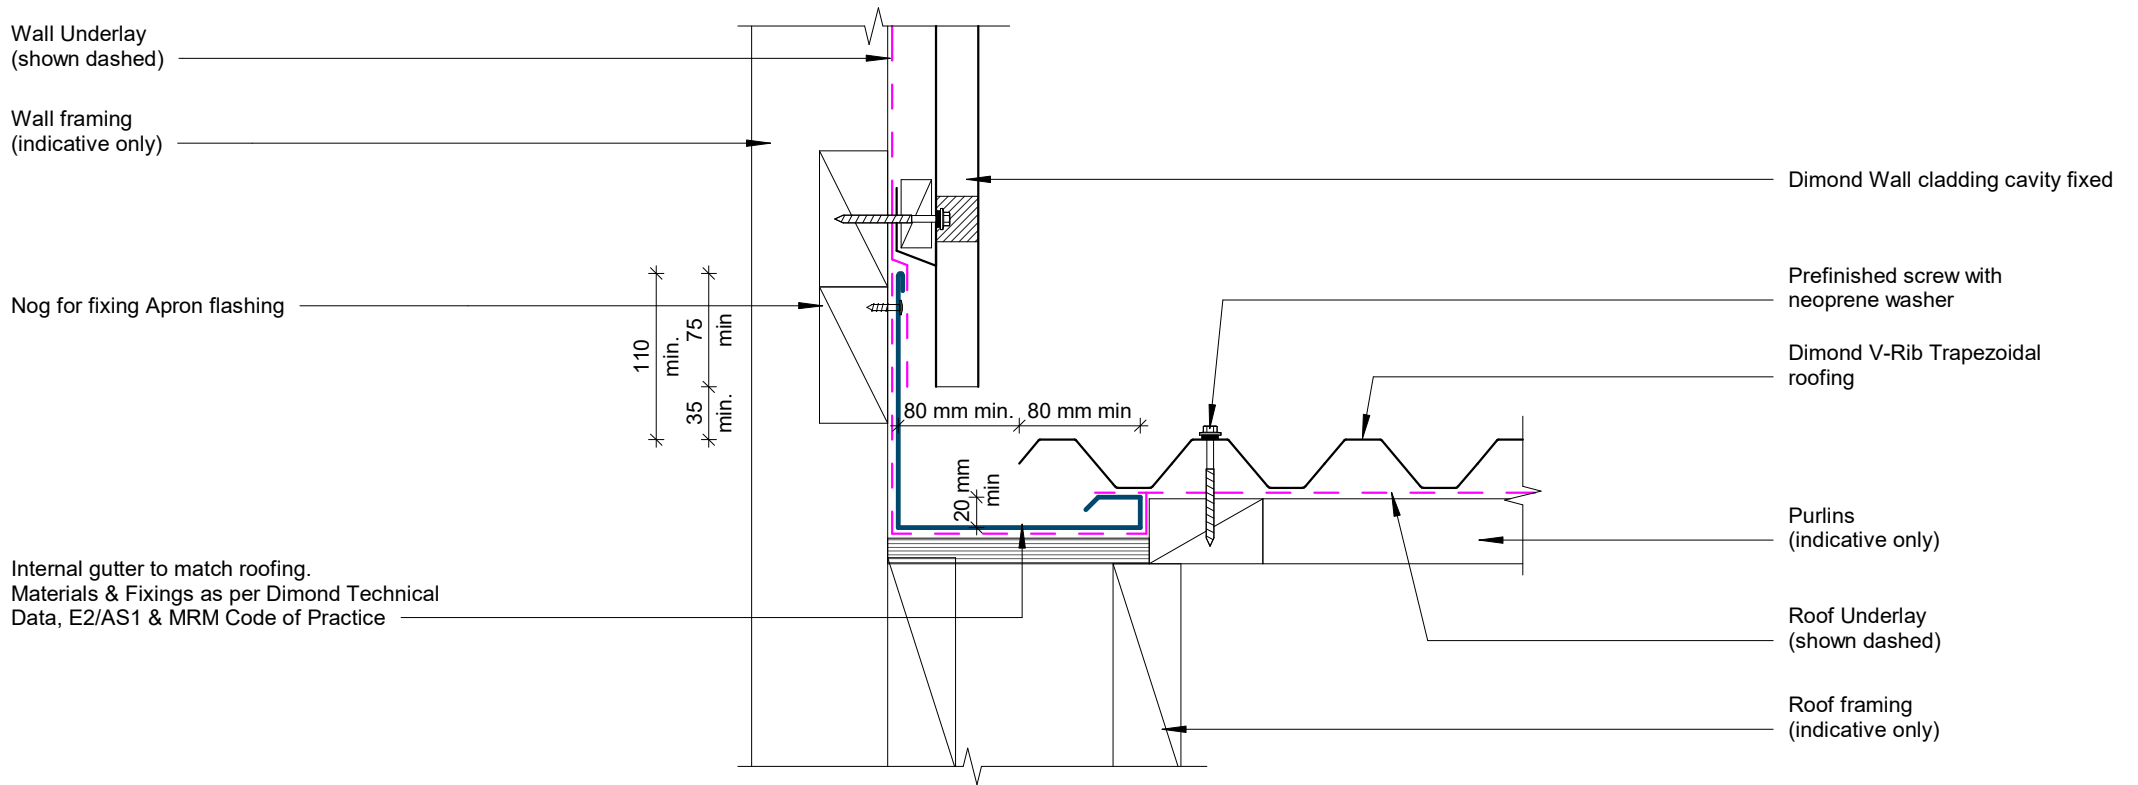 Wall Underlay
(shown dashed)
Wall framing
(indicative only)
Nog for fixing Apron flashing
Internal gutter to match roofing.
Materials & Fixings as per Dimond Technical
Data, E2/AS1 & MRM Code of Practice
110
min.
75
min
35
min.
80 mm min.
80 mm min
20 mm
min
Dimond Wall cladding cavity fixed
Prefinished screw with
neoprene washer
Dimond V-Rib Trapezoidal
roofing
Purlins
(indicative only)
Roof Underlay
(shown dashed)
Roof framing
(indicative only)